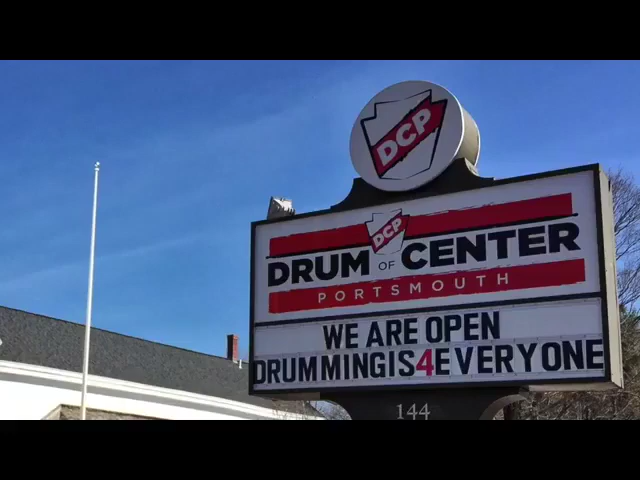 DCP
DCP
DRUM OF CENTER
PORTSMOUTH
WE ARE OPEN
DRUMMINGIS4EVERYONE
144